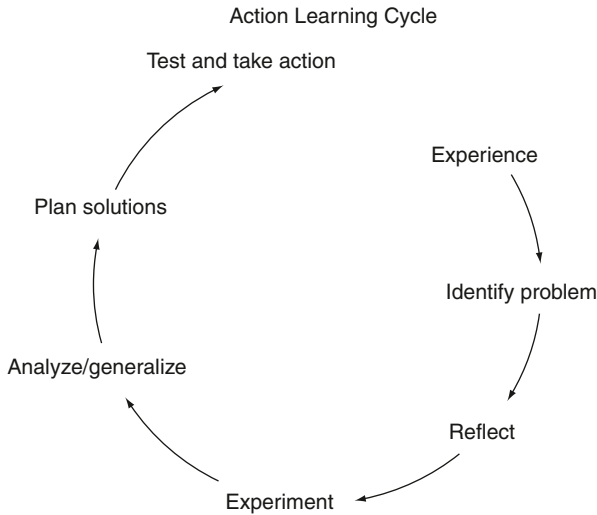 Action Learning Cycle
Test and take action
Experience
Plan solutions
Identify problem
Analyze/generalize
Reflect
Experiment